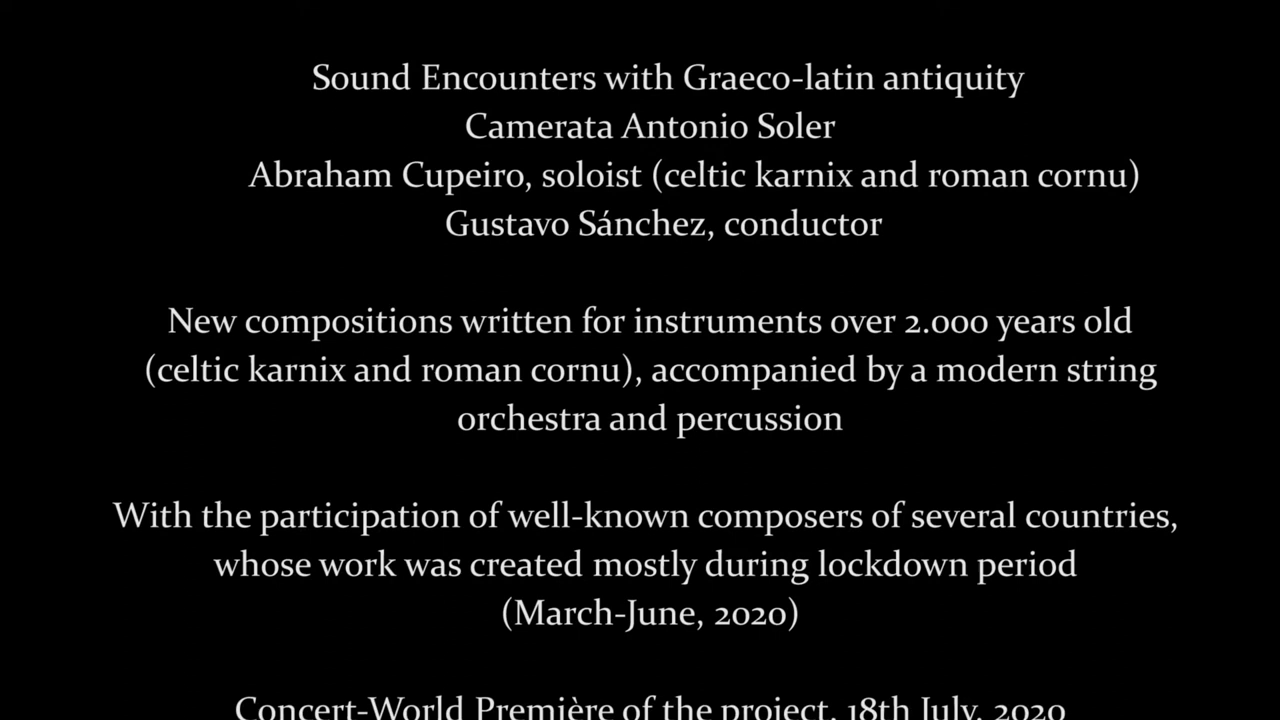 Sound Encounters with Graeco-latin antiquity
Camerata Antonio Soler
Abraham Cupeiro, soloist (celtic karnix and roman cornu)
Gustavo Sánchez, conductor
New compositions written for instruments over 2.000 years old
(celtic karnix and roman cornu), accompanied by a modern string
orchestra and percussion
With the participation of well-known composers of several countries,
whose work was created mostly during lockdown period
(March-June, 2020)
Concert-World Première of the project, 18th July, 2020